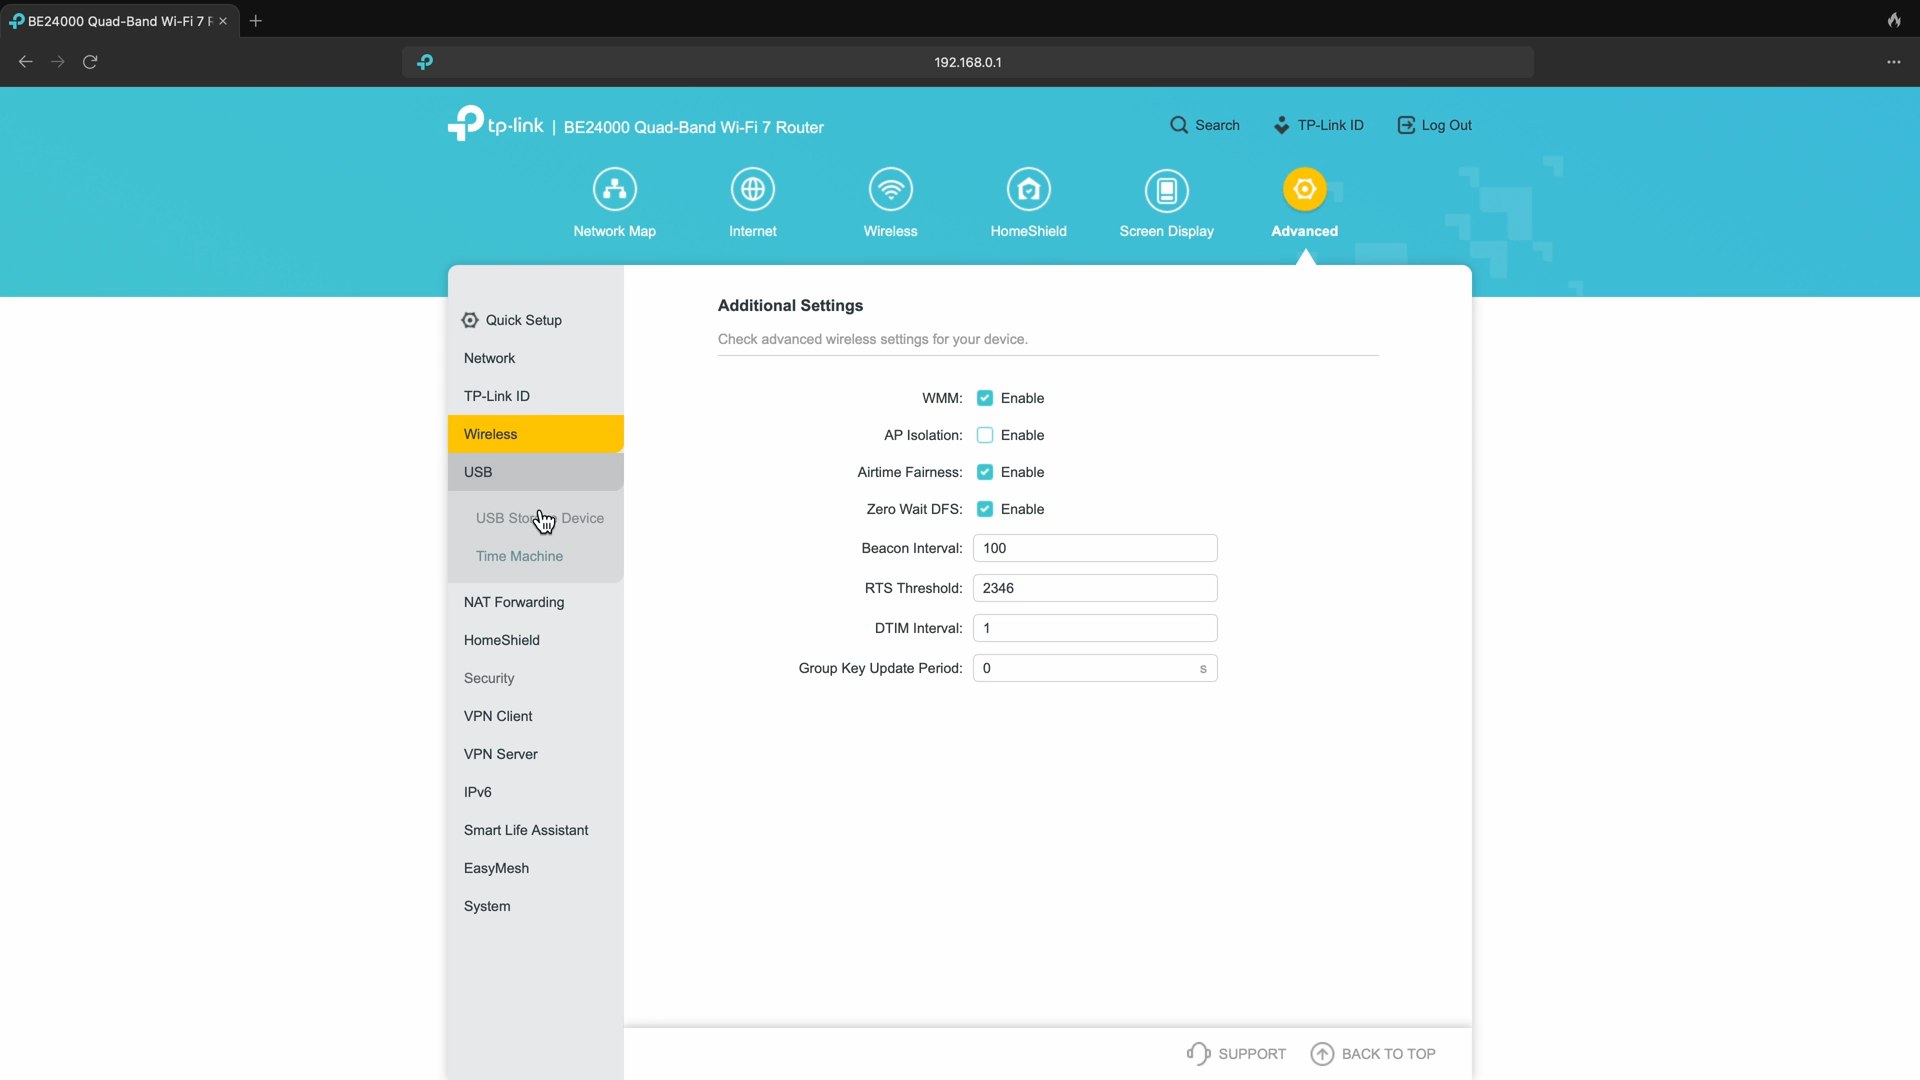 BE24000 Quad-Band Wi-Fi 7 F
192.168.0.1
tp-link | BE24000 Quad-Band Wi-Fi 7 Router
Search
TP-Link ID
Log Out
Network Map
Internet
Wireless
HomeShield
Screen Display
Advanced
Quick Setup
Network
TP-Link ID
Wireless
USB
USB Storage Device
Time Machine
NAT Forwarding
HomeShield
Security
VPN Client
VPN Server
IPv6
Smart Life Assistant
EasyMesh
System
Additional Settings
Check advanced wireless settings for your device.
WMM: Enable
AP Isolation: Enable
Airtime Fairness: Enable
Zero Wait DFS: Enable
Beacon Interval: 100
RTS Threshold: 2346
DTIM Interval: 1
Group Key Update Period: 0 s
SUPPORT
BACK TO TOP